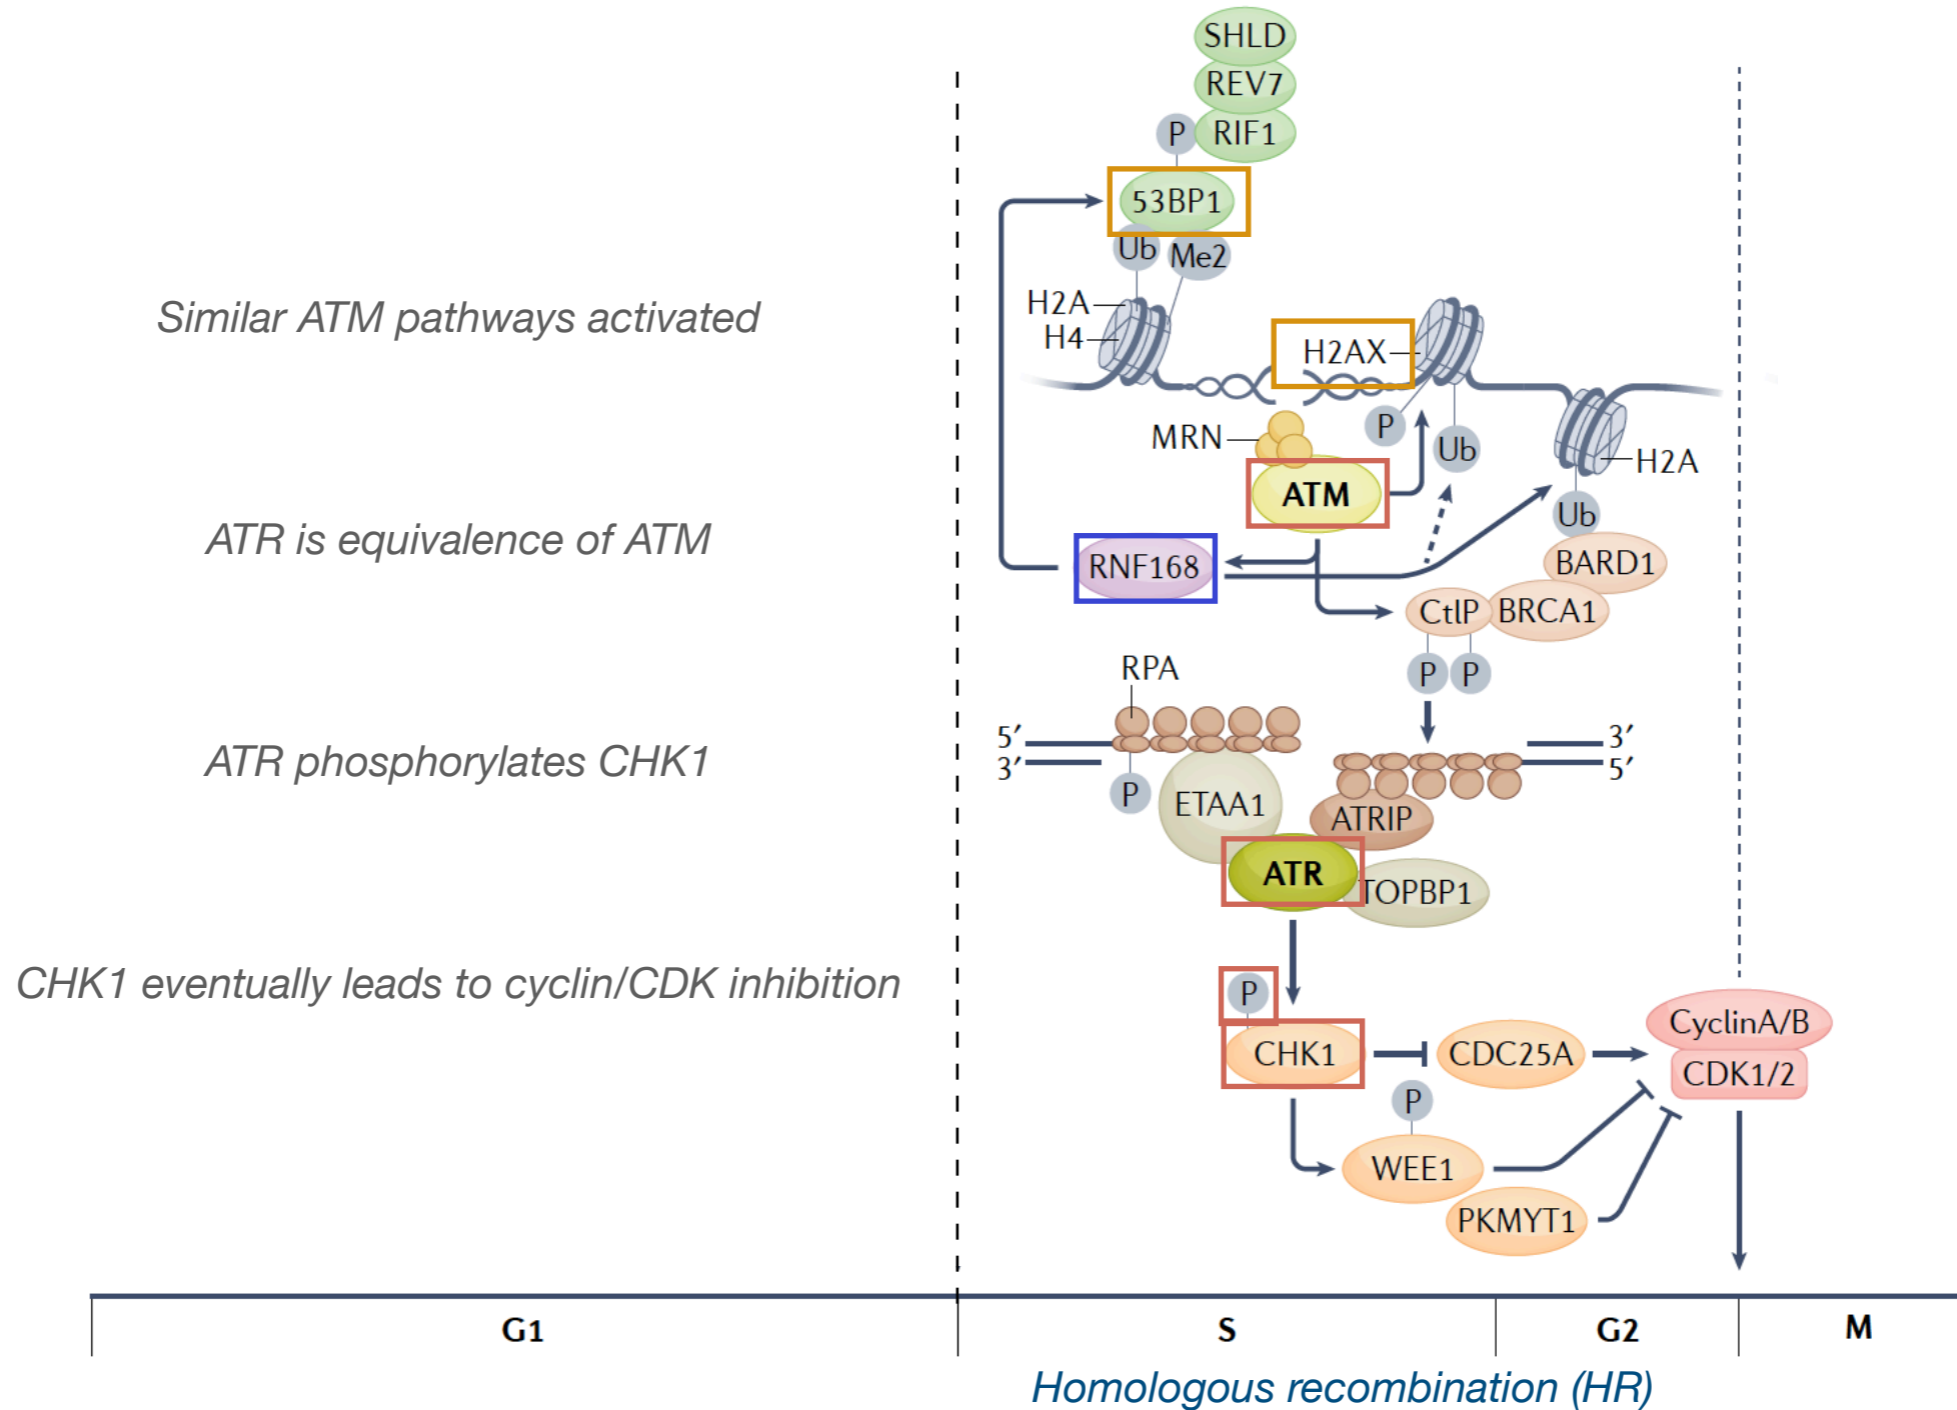 SHLD
REV7
P
RIF1
53BP1
Ub
Me2
Similar ATM pathways activated
H2A
H4
H2AX
P
Ub
MRN
H2A
ATM
Ub
ATR is equivalence of ATM
RNF168
BARD1
CtIP
BRCA1
P
P
RPA
5′
3′
3′
5′
ATR phosphorylates CHK1
P
ETAA1
ATRIP
ATR
TOPBP1
CHK1 eventually leads to cyclin/CDK inhibition
P
CHK1
CDC25A
CyclinA/B
CDK1/2
P
WEE1
PKMYT1
G1
S
G2
M
Homologous recombination (HR)